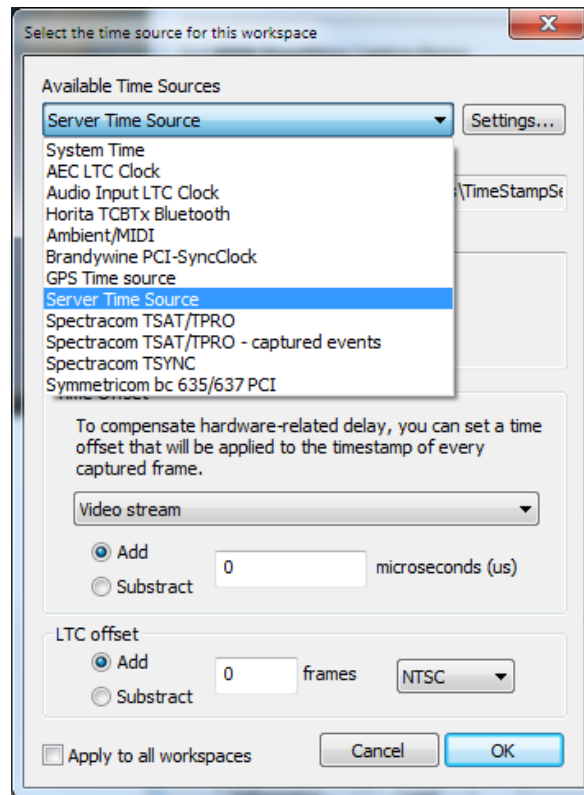 Select the time source for this workspace
Available Time Sources
Server Time Source
Settings...
System Time
AEC LTC Clock
Audio Input LTC Clock
Horita TCBTx Bluetooth
Ambient/MIDI
Brandywine PCI-SyncClock
GPS Time source
Server Time Source
Spectracom TSAT/TPRO
Spectracom TSAT/TPRO - captured events
Spectracom TSYNC
Symmetricom bc 635/637 PCI
\TimeStampSe
Time Offset
To compensate hardware-related delay, you can set a time
offset that will be applied to the timestamp of every
captured frame.
Video stream
Add
Substract
0
microseconds (us)
LTC offset
Add
Substract
0
frames
NTSC
Apply to all workspaces
Cancel
OK